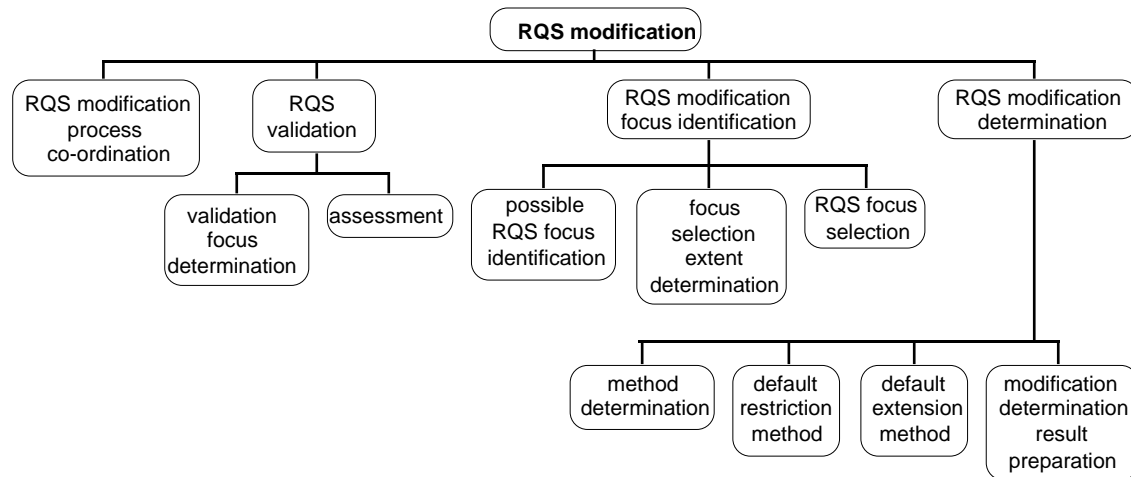 RQS modification
RQS modification
process
co-ordination
RQS
validation
RQS modification
focus identification
RQS modification
determination
validation
focus
determination
assessment
possible
RQS focus
identification
focus
selection
extent
determination
RQS focus
selection
method
determination
default
restriction
method
default
extension
method
modification
determination
result
preparation